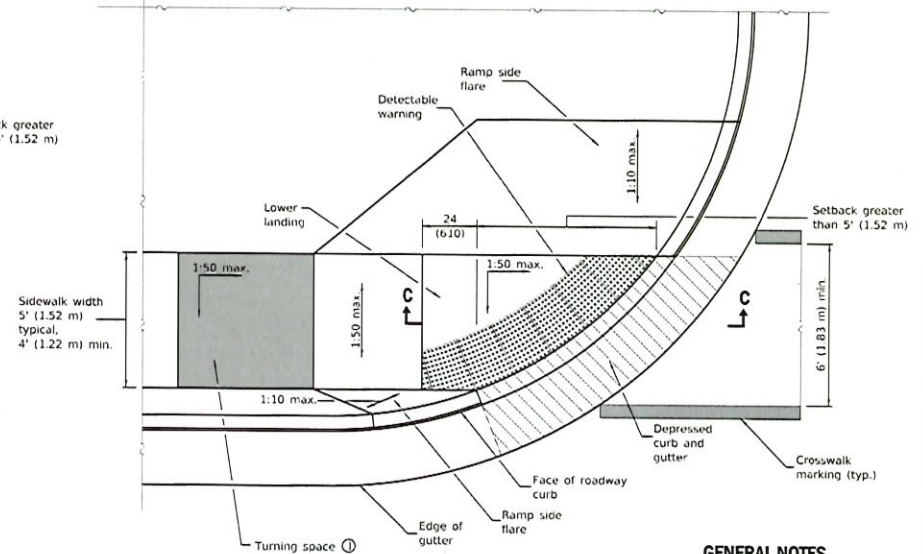 Ramp side
flare
Detectable
warning
k greater
' (1.52 m)
1:10 max.
Lower
landing
24
(610)
Setback greater
than 5' (1.52 m)
1:50 max.
1:50 max.
Sidewalk width
5' (1.52 m)
typical,
4' (1.22 m) min.
1:50 max.
C
C
6' (1.83 m) min.
1:10 max.
Depressed
curb and
gutter
Crosswalk
marking (typ.)
Face of roadway
curb
Ramp side
flare
Edge of
gutter
Turning space ①
GENERAL NOTES